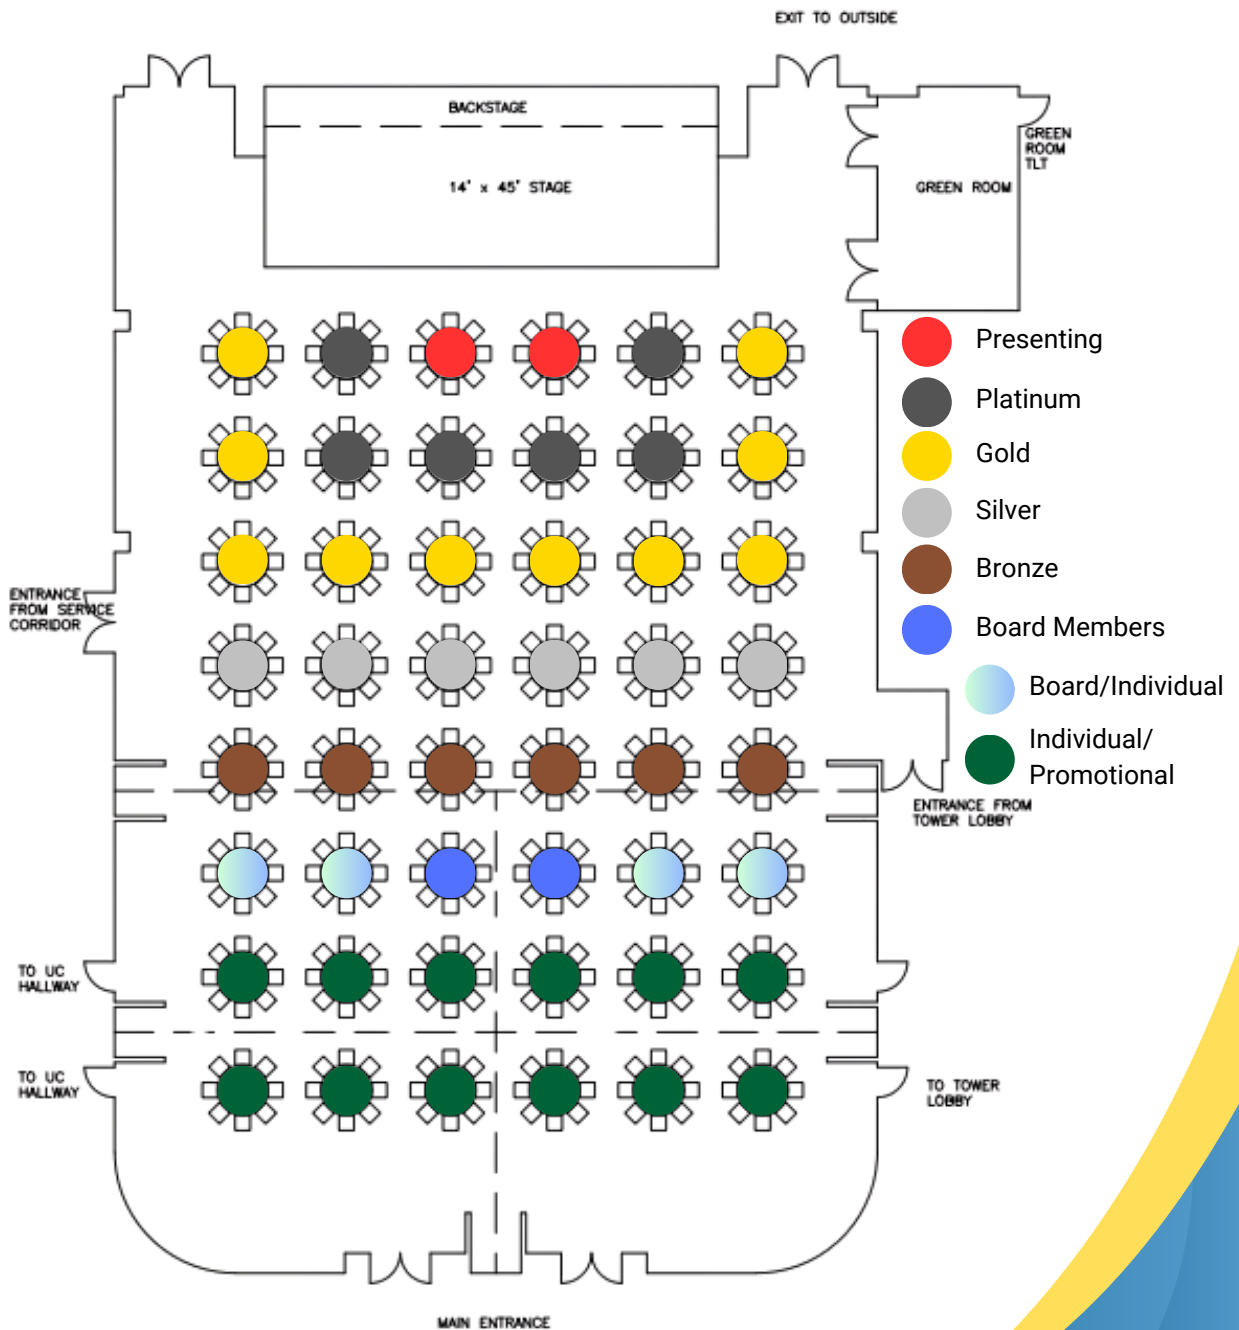 EXIT TO OUTSIDE
BACKSTAGE
14' x 45' STAGE
GREEN
ROOM
TLT
GREEN ROOM
Presenting
Platinum
Gold
Silver
Bronze
Board Members
Board/Individual
Individual/
Promotional
ENTRANCE
FROM SERVICE
CORRIDOR
ENTRANCE FROM
TOWER LOBBY
TO UC
HALLWAY
TO UC
HALLWAY
TO TOWER
LOBBY
MAIN ENTRANCE